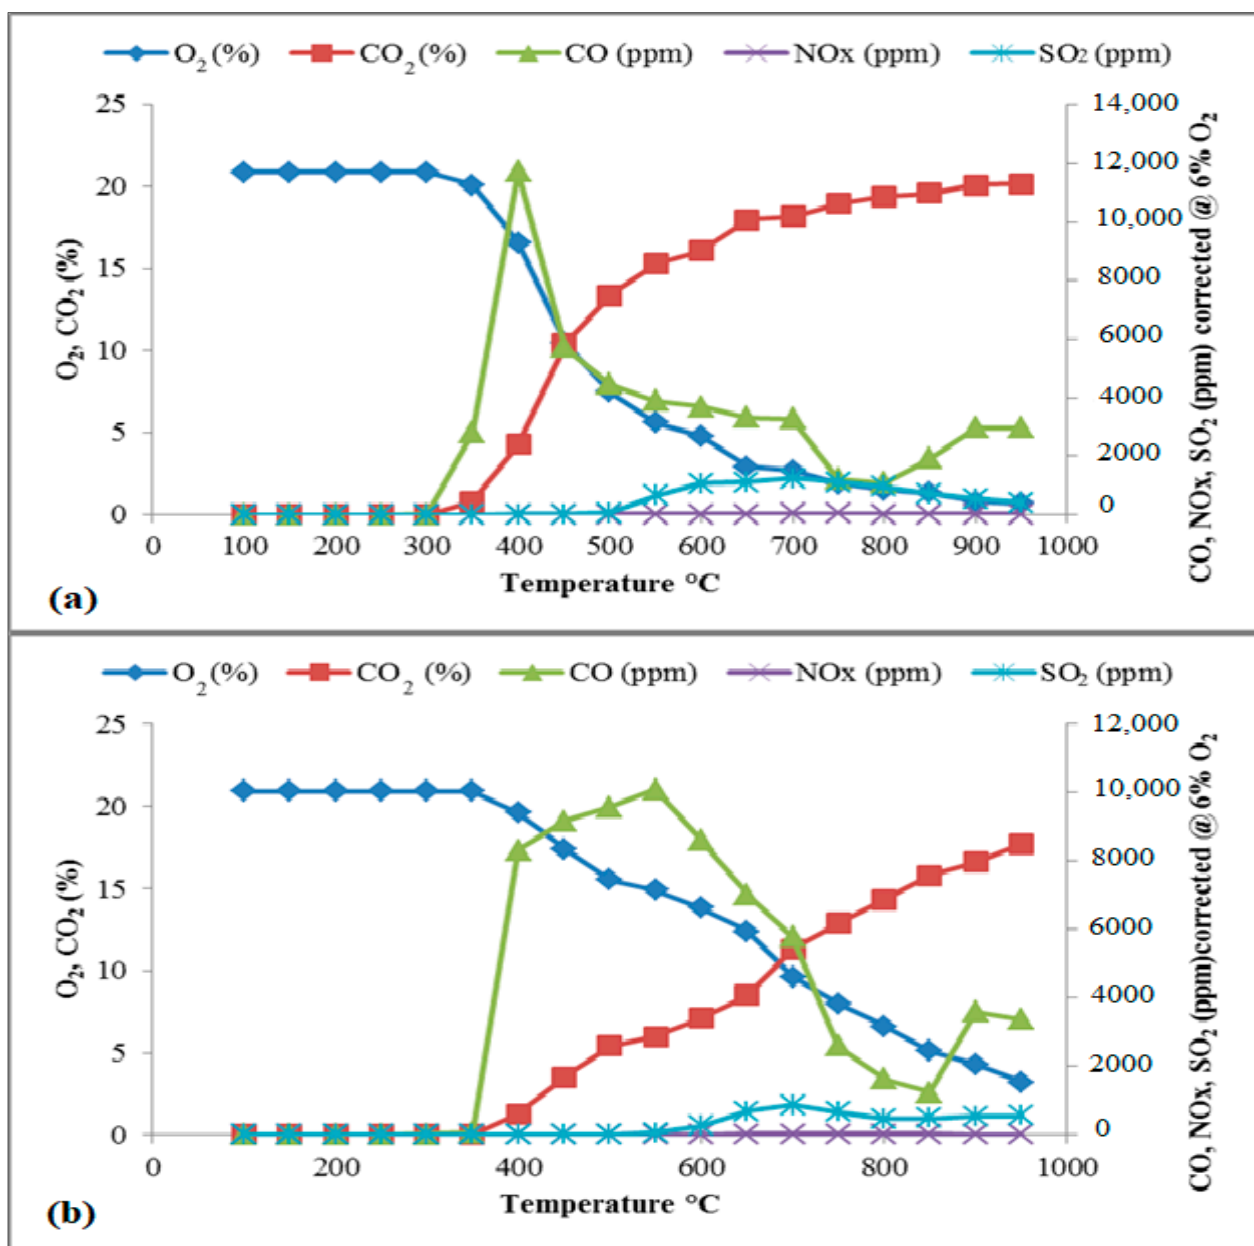 O2 (%) CO2 (%) CO (ppm) NOx (ppm) SO2 (ppm)
25 14,000
20 12,000
15 10,000
10 8000
5 6000
0 4000
2000
0
0 100 200 300 400 500 600 700 800 900 1000
Temperature °C
O2, CO2 (%)
CO, NOx, SO2 (ppm) corrected @ 6% O2
(a)
O2 (%) CO2 (%) CO (ppm) NOx (ppm) SO2 (ppm)
25 12,000
20 10,000
15 8000
10 6000
5 4000
0 2000
0
0 200 400 600 800 1000
Temperature °C
O2, CO2 (%)
CO, NOx, SO2 (ppm)corrected @ 6% O2
(b)